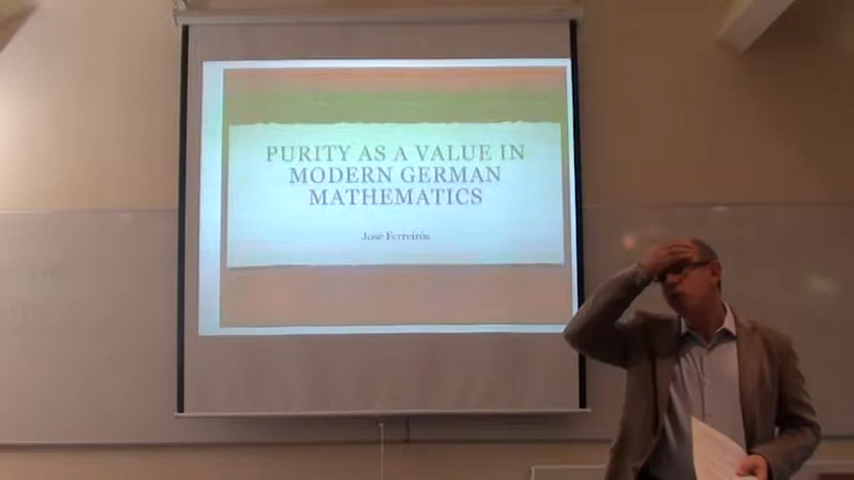 PURITY AS A VALUE IN
MODERN GERMAN
MATHEMATICS
José Ferreirós